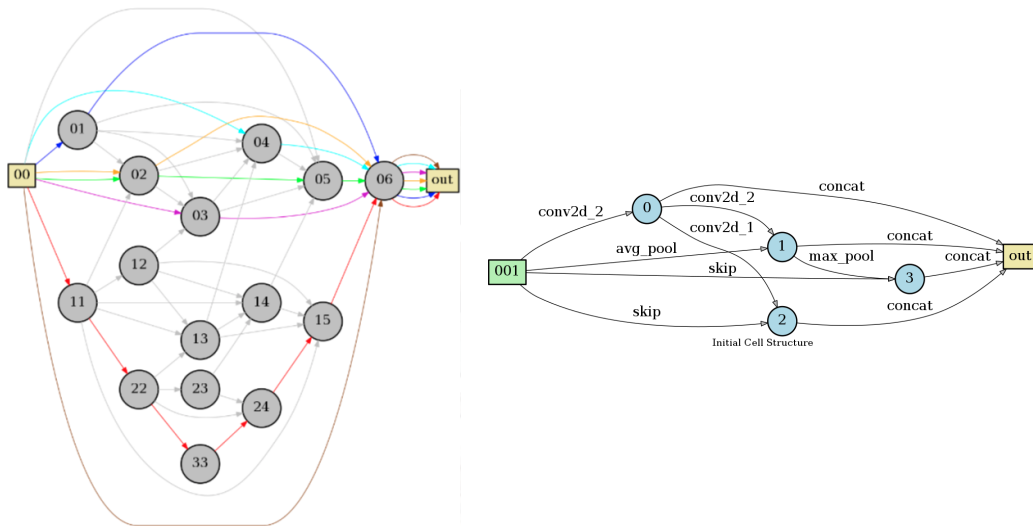 00
01
02
03
04
05
06
out
11
12
13
14
15
22
23
24
33
001
conv2d_2
0
conv2d_2
conv2d_1
avg_pool
skip
skip
1
max_pool
3
2
concat
concat
concat
concat
out
Initial Cell Structure